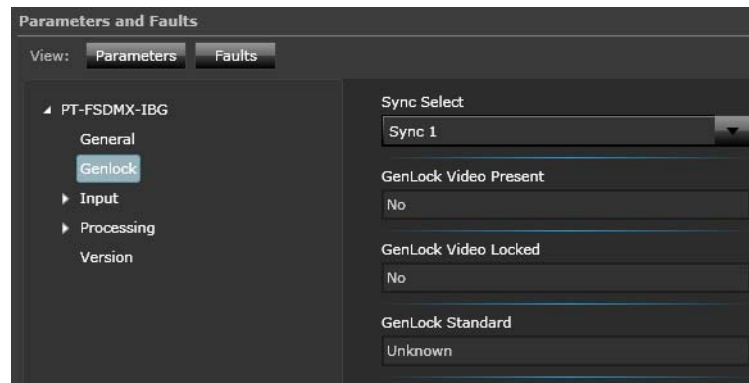 Parameters and Faults
View: Parameters Faults
PT-FSDMX-IBG
General
Genlock
Input
Processing
Version
Sync Select
Sync 1
GenLock Video Present
No
GenLock Video Locked
No
GenLock Standard
Unknown